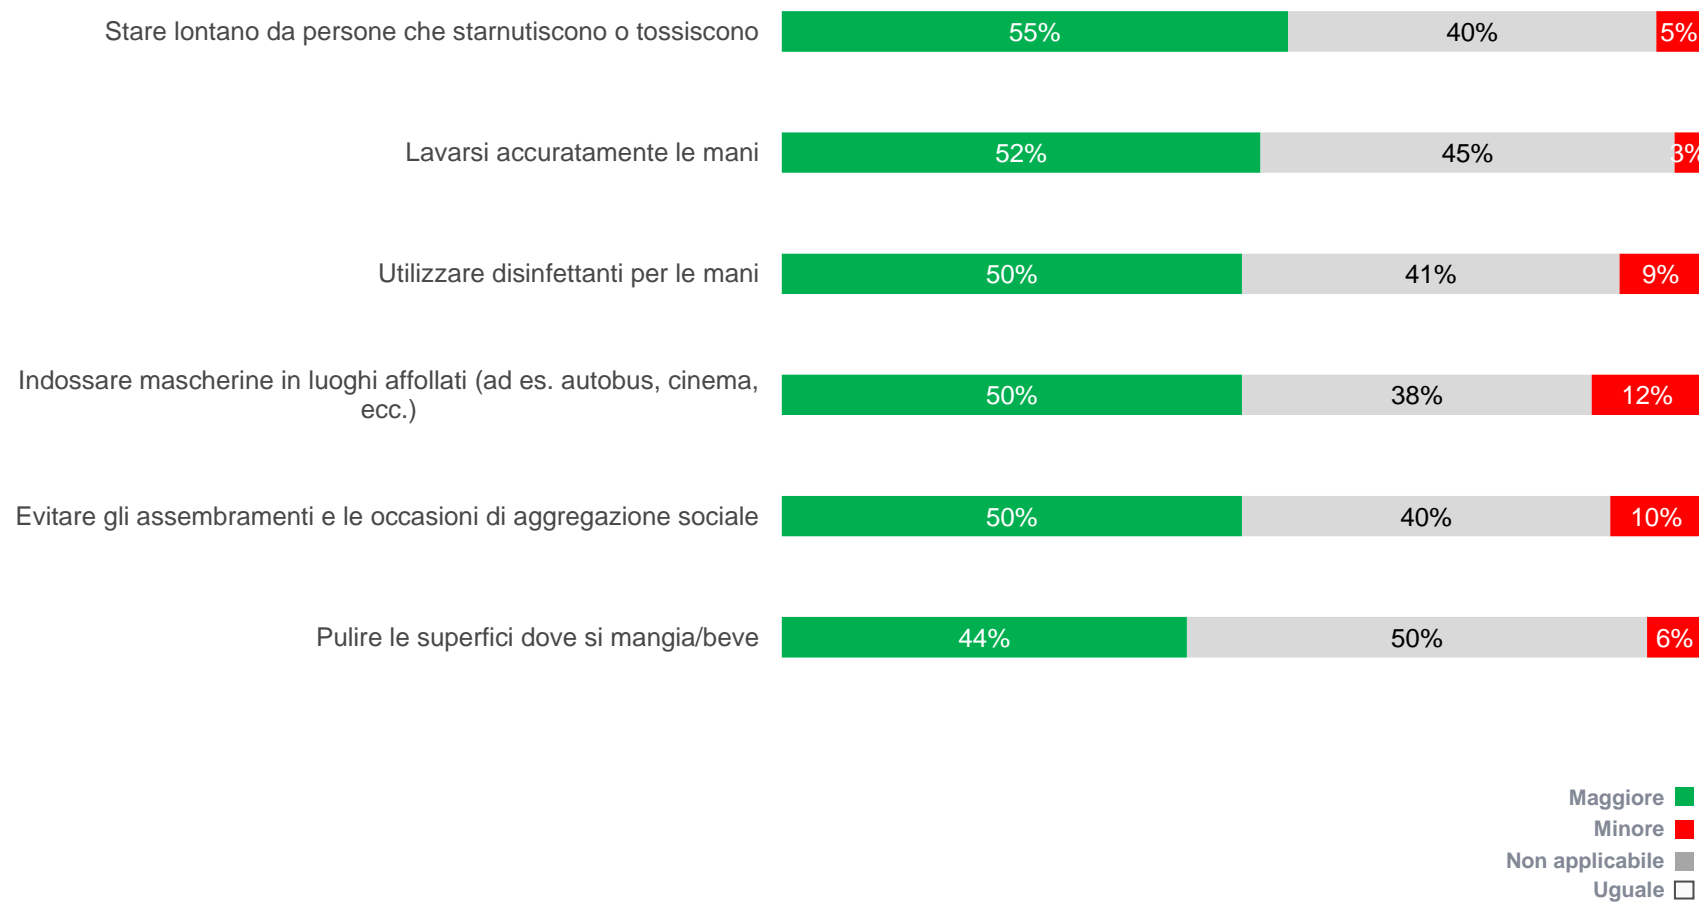 Stare lontano da persone che starnutiscono o tossiscono 55% 40% 5%
Lavarsi accuratamente le mani 52% 45% 3%
Utilizzare disinfettanti per le mani 50% 41% 9%
Indossare mascherine in luoghi affollati (ad es. autobus, cinema,
ecc.) 50% 38% 12%
Evitare gli assembramenti e le occasioni di aggregazione sociale 50% 40% 10%
Pulire le superfici dove si mangia/beve 44% 50% 6%
Maggiore
Minore
Non applicabile
Uguale